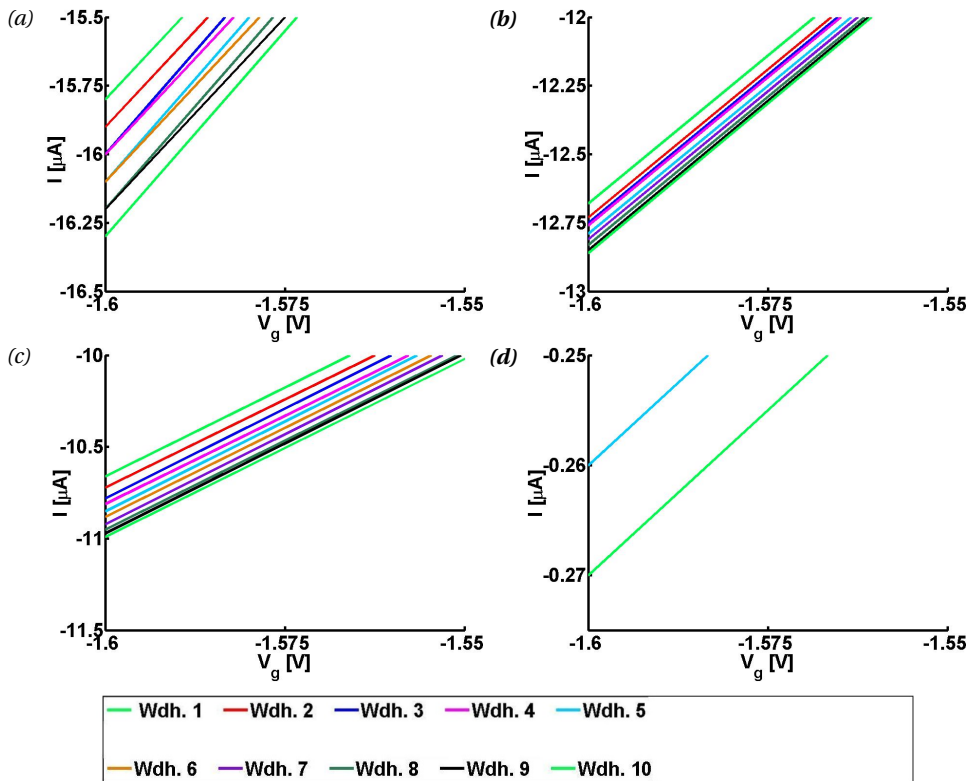 (a)
-15.5
-15.75
-16
-16.25
-16.5
I [µA]
-1.6
-1.575
-1.55
V_g [V]
(b)
-12
-12.25
-12.5
-12.75
-13
I [µA]
-1.6
-1.575
-1.55
V_g [V]
(c)
-10
-10.5
-11
-11.5
I [µA]
-1.6
-1.575
-1.55
V_g [V]
(d)
-0.25
-0.26
-0.27
I [µA]
-1.6
-1.575
-1.55
V_g [V]
Wdh. 1 Wdh. 2 Wdh. 3 Wdh. 4 Wdh. 5
Wdh. 6 Wdh. 7 Wdh. 8 Wdh. 9 Wdh. 10